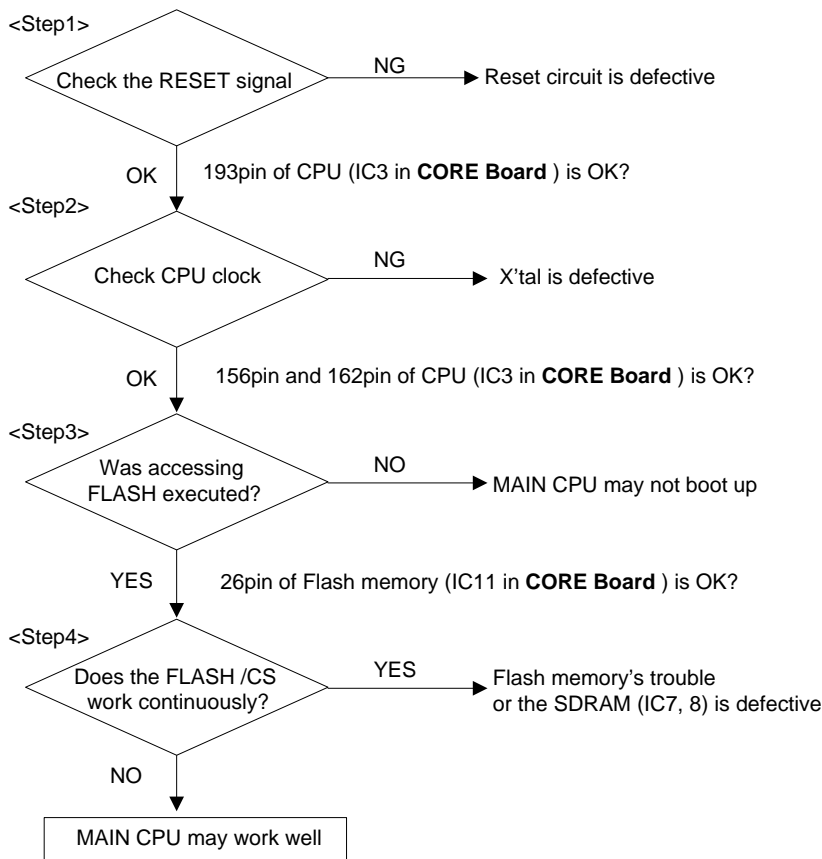 <Step1>
Check the RESET signal
NG
Reset circuit is defective
OK
193pin of CPU (IC3 in CORE Board ) is OK?
<Step2>
Check CPU clock
NG
X'tal is defective
OK
156pin and 162pin of CPU (IC3 in CORE Board ) is OK?
<Step3>
Was accessing
FLASH executed?
NO
MAIN CPU may not boot up
YES
26pin of Flash memory (IC11 in CORE Board ) is OK?
<Step4>
Does the FLASH /CS
work continuously?
YES
Flash memory's trouble
or the SDRAM (IC7, 8) is defective
NO
MAIN CPU may work well